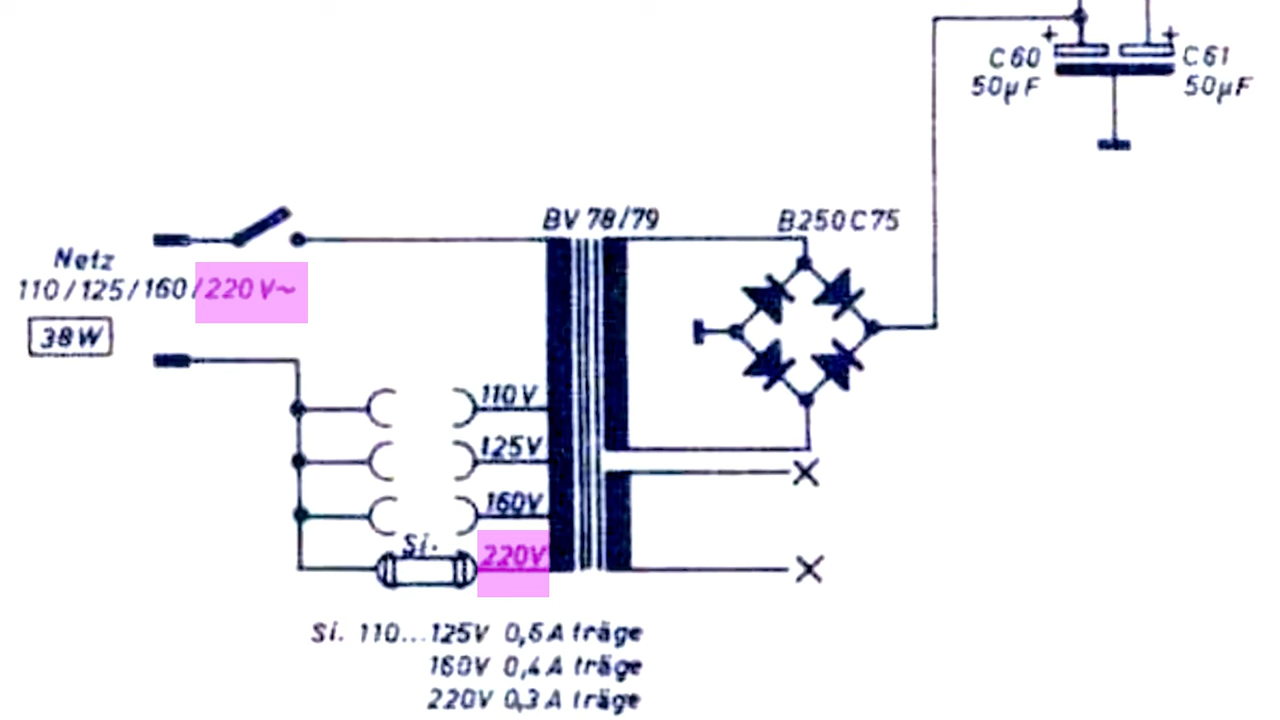 C60
50µF
C61
50µF
BV 78/79
B250C75
Netz
110/125/160/220V~
38W
110V
125V
160V
Si.
220V
Si. 110...125V 0,6A träge
160V 0,4A träge
220V 0,3A träge